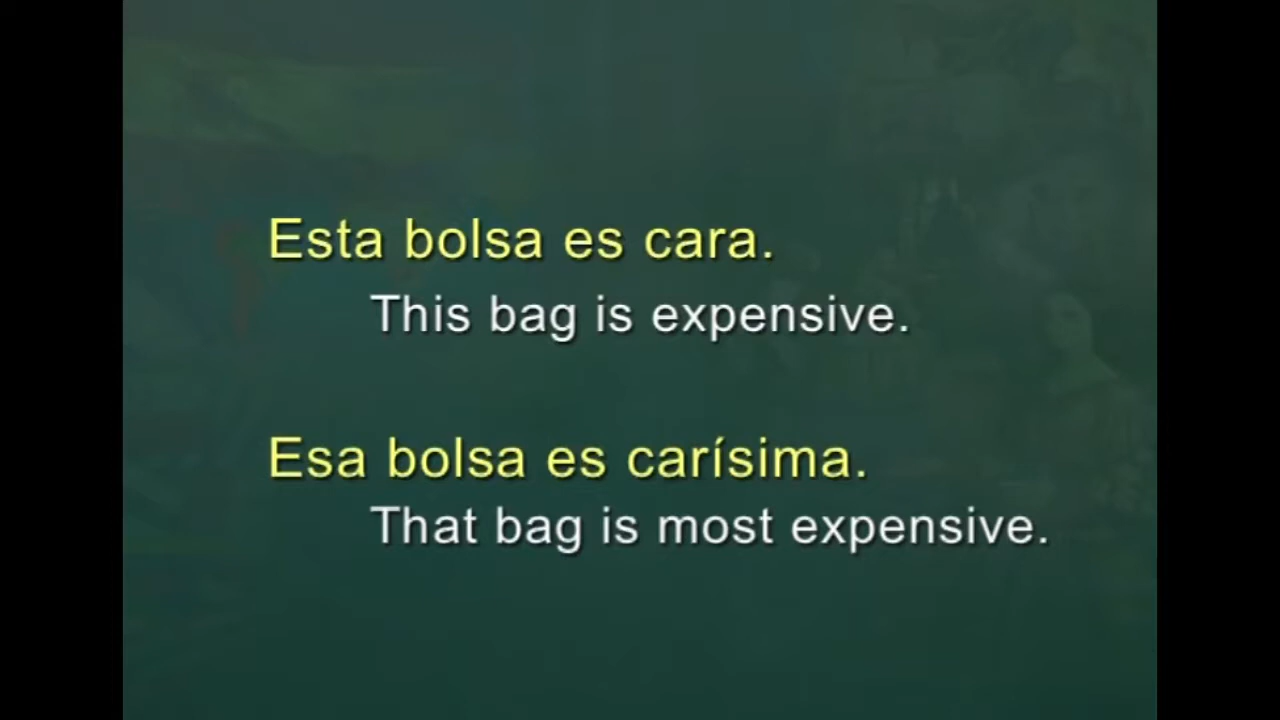 Esta bolsa es cara.
This bag is expensive.
Esa bolsa es carísima.
That bag is most expensive.